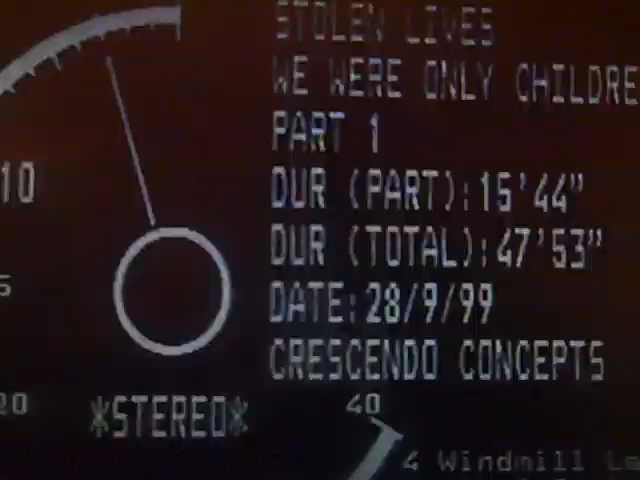 STOLEN LIVES
WE WERE ONLY CHILDRE
PART 1
10
DUR (PART):15'44"
DUR (TOTAL):47'53"
5
DATE:28/9/99
CRESCENDO CONCEPTS
20
*STEREO*
40
4 Windmill La